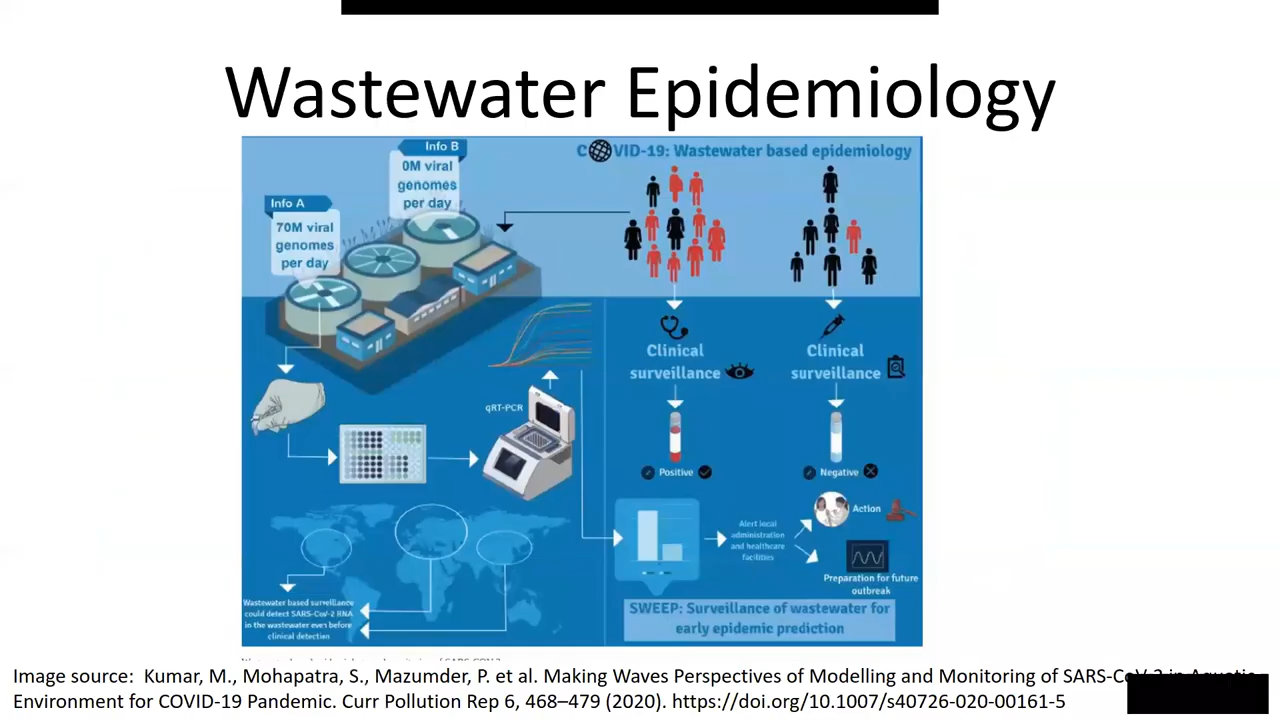 Wastewater Epidemiology
Info B
0M viral
genomes
per day
Info A
70M viral
genomes
per day
C VID-19: Wastewater based epidemiology
Clinical
surveillance
Clinical
surveillance
qRT-PCR
Positive
Negative
Action
Alert local
administration
and healthcare
facilities
Preparation for future
outbreak
Wastewater based surveillance
could detect SARS-CoV-2 RNA
in the wastewater even before
clinical detection
SWEEP: Surveillance of wastewater for
early epidemic prediction
Image source: Kumar, M., Mohapatra, S., Mazumder, P. et al. Making Waves Perspectives of Modelling and Monitoring of SARS-CoV-2 in Aquatic
Environment for COVID-19 Pandemic. Curr Pollution Rep 6, 468–479 (2020). https://doi.org/10.1007/s40726-020-00161-5